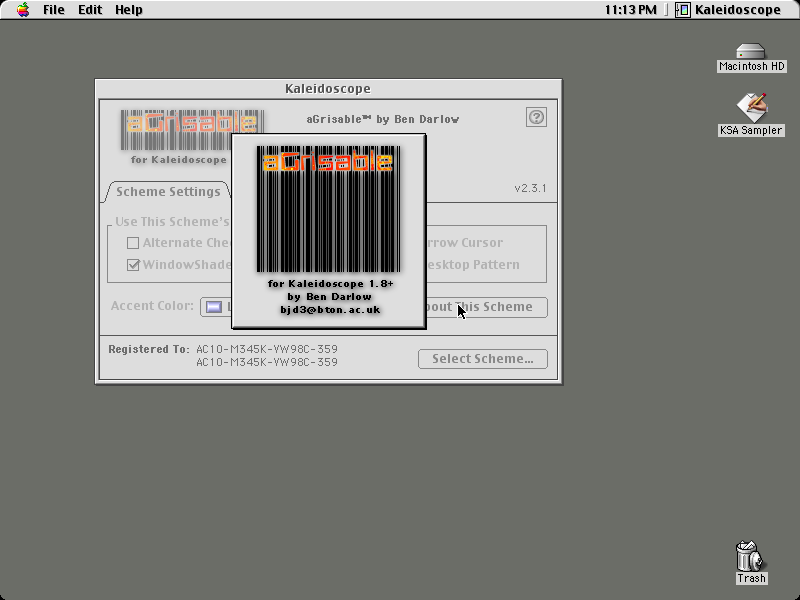 File Edit Help
11:13 PM
Kaleidoscope
Macintosh HD
KSA Sampler
Kaleidoscope
aGrisable
for Kaleidoscope
aGrisable™ by Ben Darlow
?
v2.3.1
Scheme Settings
Use This Scheme's
Alternate Che
rrow Cursor
WindowShade
esktop Pattern
Accent Color:
bout This Scheme
aGrisable
for Kaleidoscope 1.8+
by Ben Darlow
bjd3@bton.ac.uk
Registered To: AC10-M345K-VW98C-359
AC10-M345K-VW98C-359
Select Scheme...
Trash